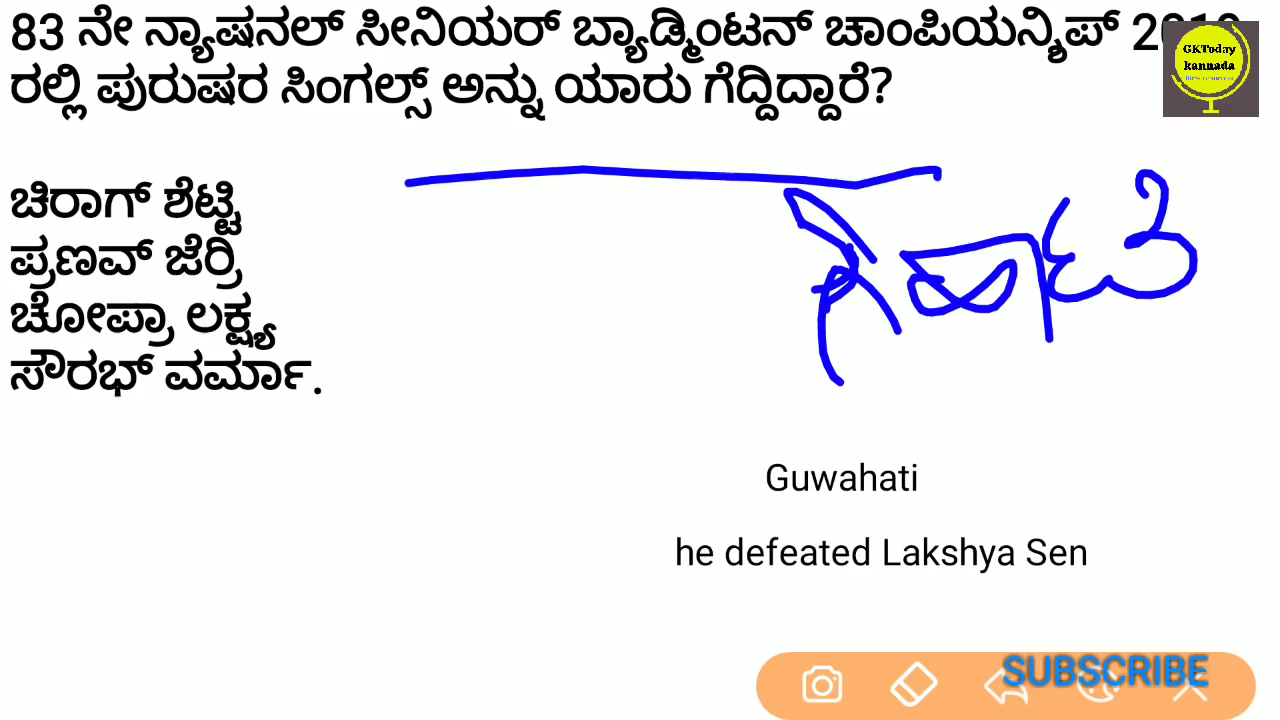 83 ನೇ ನ್ಯಾಷನಲ್ ಸೀನಿಯರ್ ಬ್ಯಾಡ್ಮಿಂಟನ್ ಚಾಂಪಿಯನ್ಶಿಪ್
ರಲ್ಲಿ ಪುರುಷರ ಸಿಂಗಲ್ಸ್ ಅನ್ನು ಯಾರು ಗೆದ್ದಿದ್ದಾರೆ?
GKToday
kannada
ಚಿರಾಗ್ ಶೆಟ್ಟಿ
ಪ್ರಣವ್ ಜೆರ್ರಿ
ಚೋಪ್ರಾ ಲಕ್ಷ್ಯ
ಸೌರಭ್ ವರ್ಮಾ.
Guwahati
he defeated Lakshya Sen
SUBSCRIBE